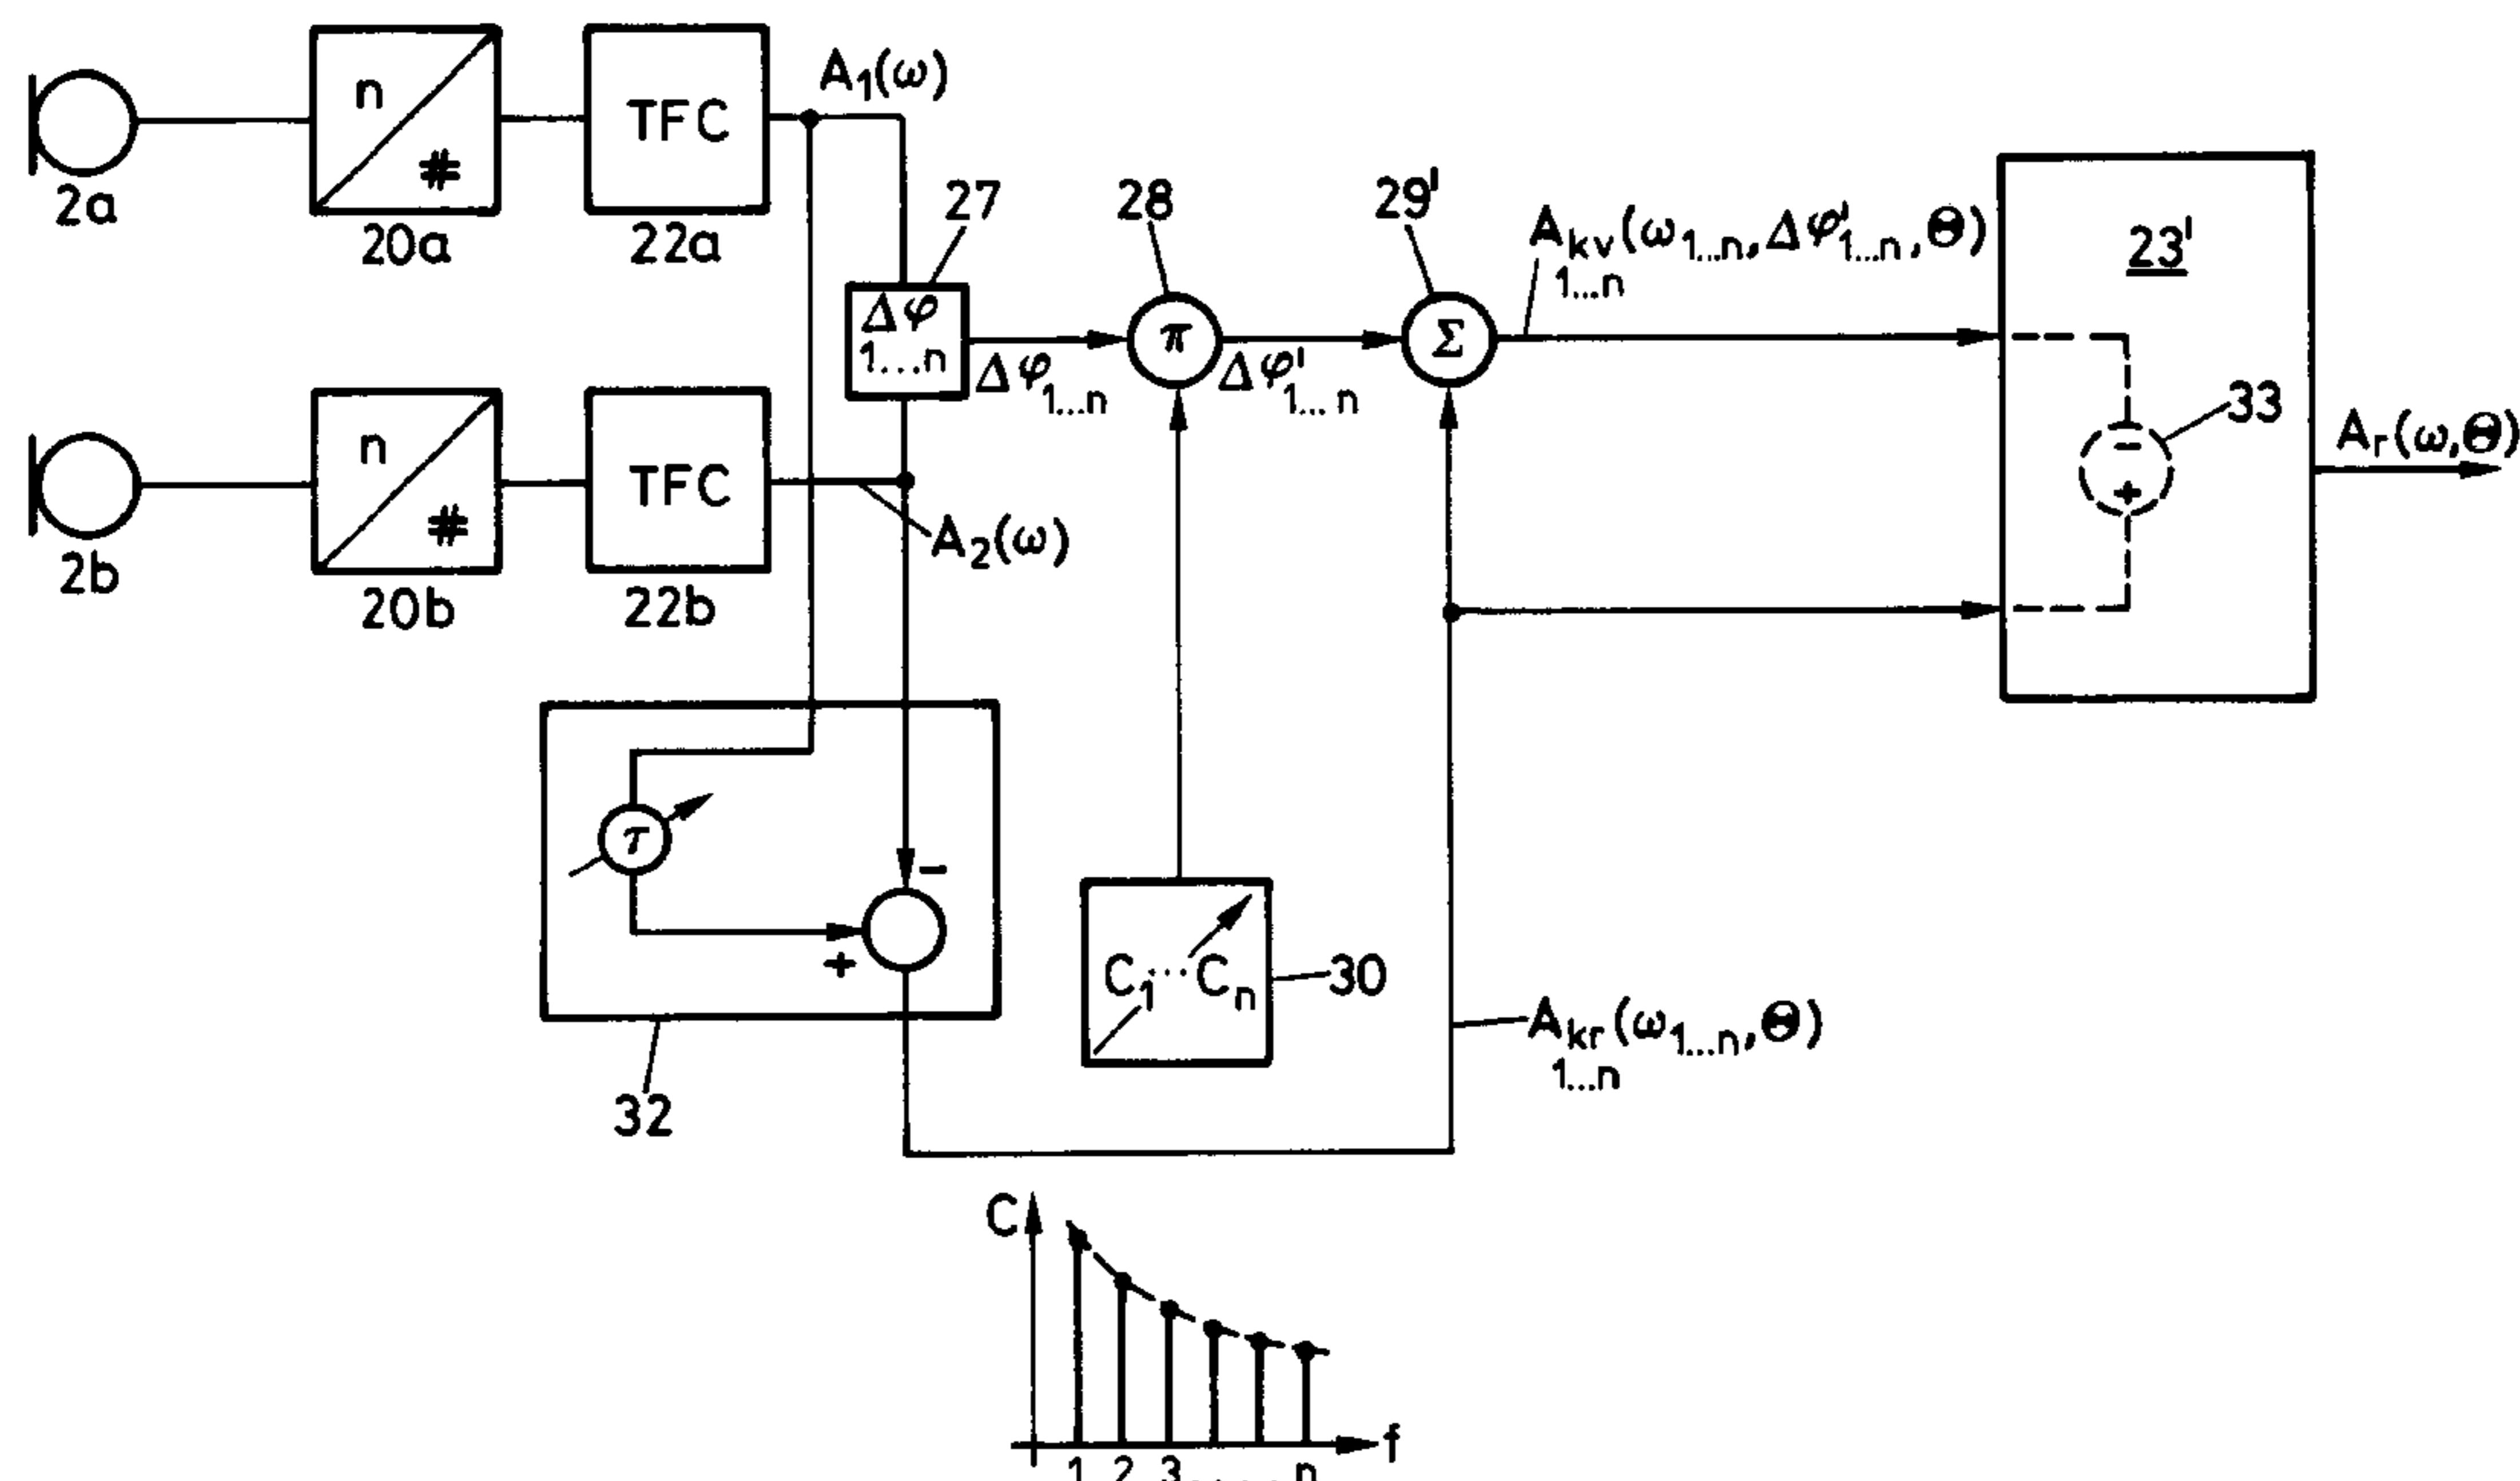 n
#
2a
20a
TFC
22a
A₁(ω)
27
28
29'
Akv(ω1...n, Δφ'1...n, Θ)
1...n
23'
Δφ
1...n
Δφ1...n
π
Δφ'1...n
Σ
33
-
+
Ar(ω,Θ)
n
#
2b
20b
TFC
22b
A₂(ω)
τ
-
+
32
C₁...Cn
30
Akr(ω1...n,Θ)
1...n
C
f
1 2 3 .... n